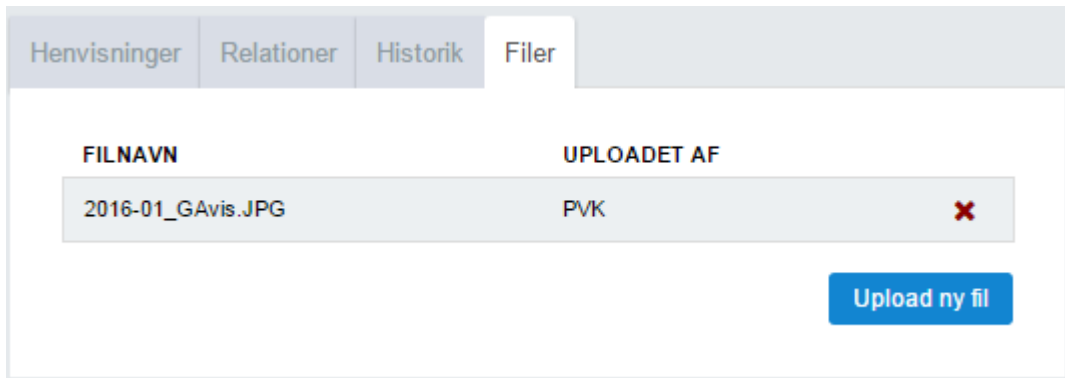 Henvisninger Relationer Historik Filer
FILNAVN UPLOADET AF
2016-01_GAvis.JPG PVK
Upload ny fil